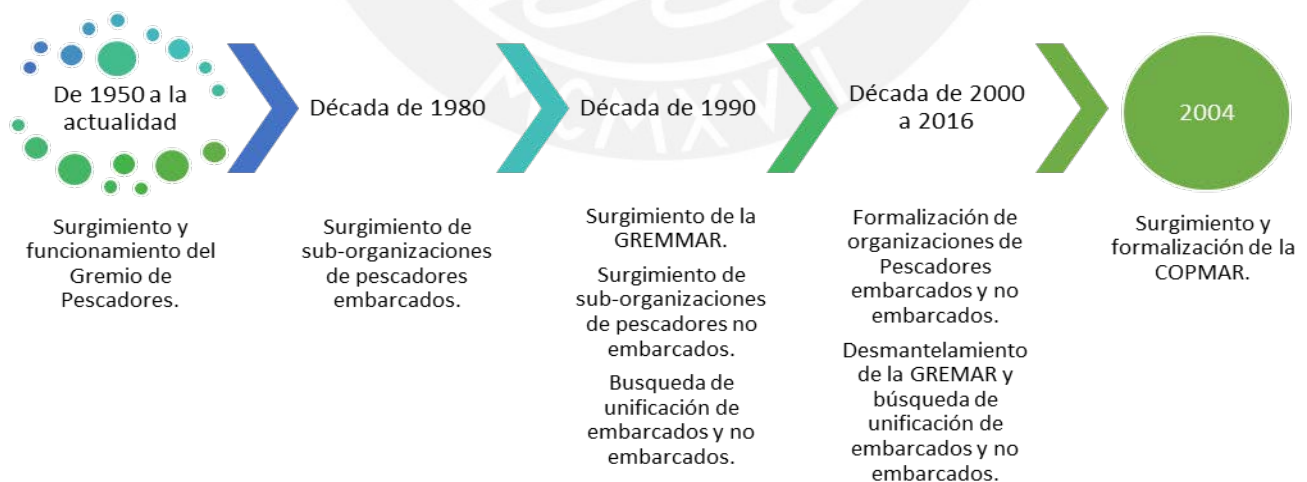 De 1950 a la
actualidad
Surgimiento y
funcionamiento del
Gremio de
Pescadores.
Década de 1980
Surgimiento de
sub-organizaciones
de pescadores
embarcados.
Década de 1990
Surgimiento de la
GREMMAR.
Surgimiento de
sub-organizaciones
de pescadores no
embarcados.
Busqueda de
unificación de
embarcados y no
embarcados.
Década de 2000
a 2016
Formalización de
organizaciones de
Pescadores
embarcados y no
embarcados.
Desmantelamiento
de la GREMAR y
búsqueda de
unificación de
embarcados y no
embarcados.
2004
Surgimiento y
formalización de la
COPMAR.
MCMXVII